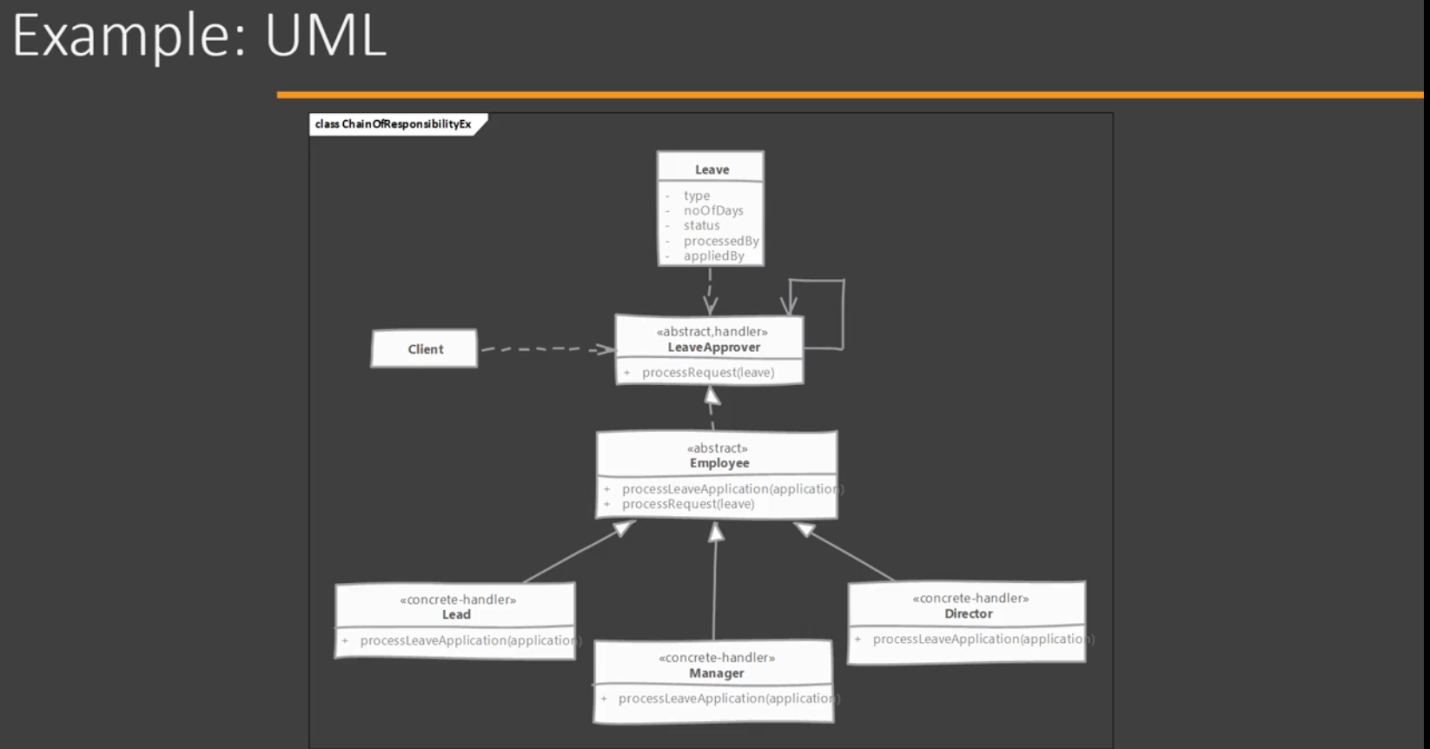 Example: UML
class ChainOfResponsibilityEx
Leave
- type
- noOfDays
- status
- processedBy
- appliedBy
Client
«abstract,handler»
LeaveApprover
+ processRequest(leave)
«abstract»
Employee
+ processLeaveApplication(application)
+ processRequest(leave)
«concrete-handler»
Lead
+ processLeaveApplication(application)
«concrete-handler»
Manager
+ processLeaveApplication(application)
«concrete-handler»
Director
+ processLeaveApplication(application)